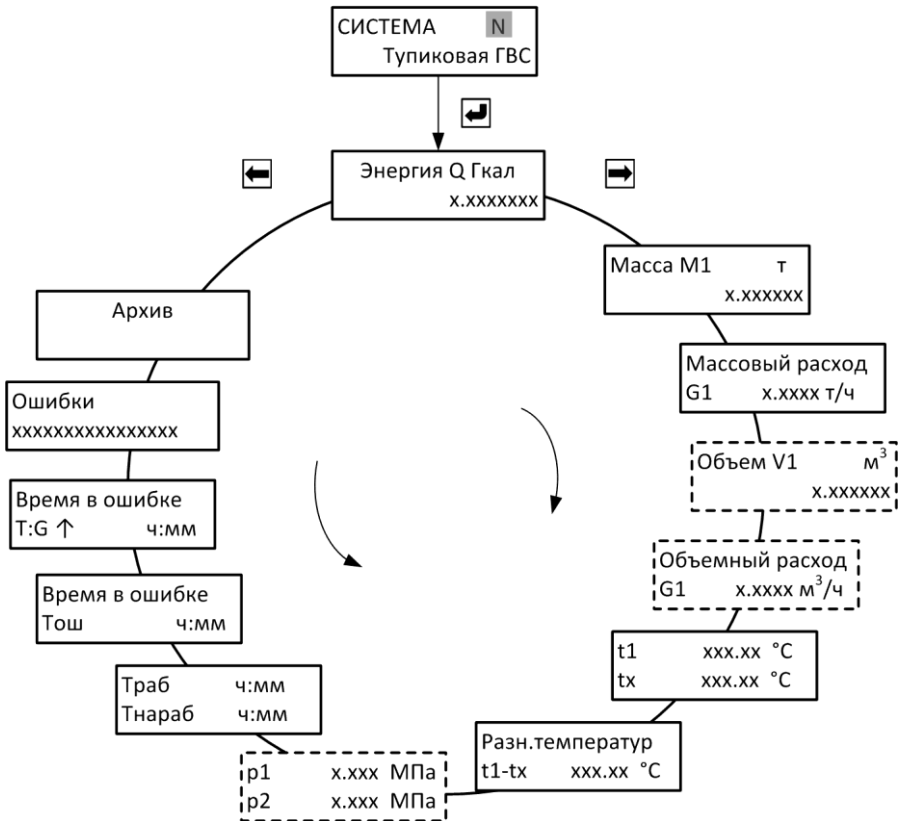 СИСТЕМА N
Тупиковая ГВС
Энергия Q Гкал
x.xxxxxxx
Масса M1 т
x.xxxxxx
Массовый расход
G1 x.xxxx т/ч
Объем V1 м³
x.xxxxxx
Объемный расход
G1 x.xxxx м³/ч
t1 xxx.xx °C
tx xxx.xx °C
Разн.температур
t1-tx xxx.xx °C
p1 x.xxx МПа
p2 x.xxx МПа
Траб ч:мм
Тнараб ч:мм
Время в ошибке
Тош ч:мм
Время в ошибке
T:G ↑ ч:мм
Ошибки
xxxxxxxxxxxxxxxx
Архив